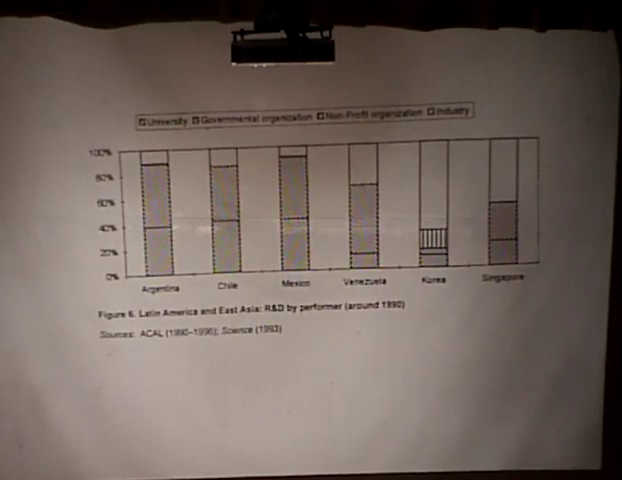 University Governmental organization Non-Profit organization Industry
100%
80%
60%
40%
20%
0%
Argentina Chile Mexico Venezuela Korea Singapore
Figure 6. Latin America and East Asia: R&D by performer (around 1990)
Sources: ACAL (1990–1996); Science (1993)